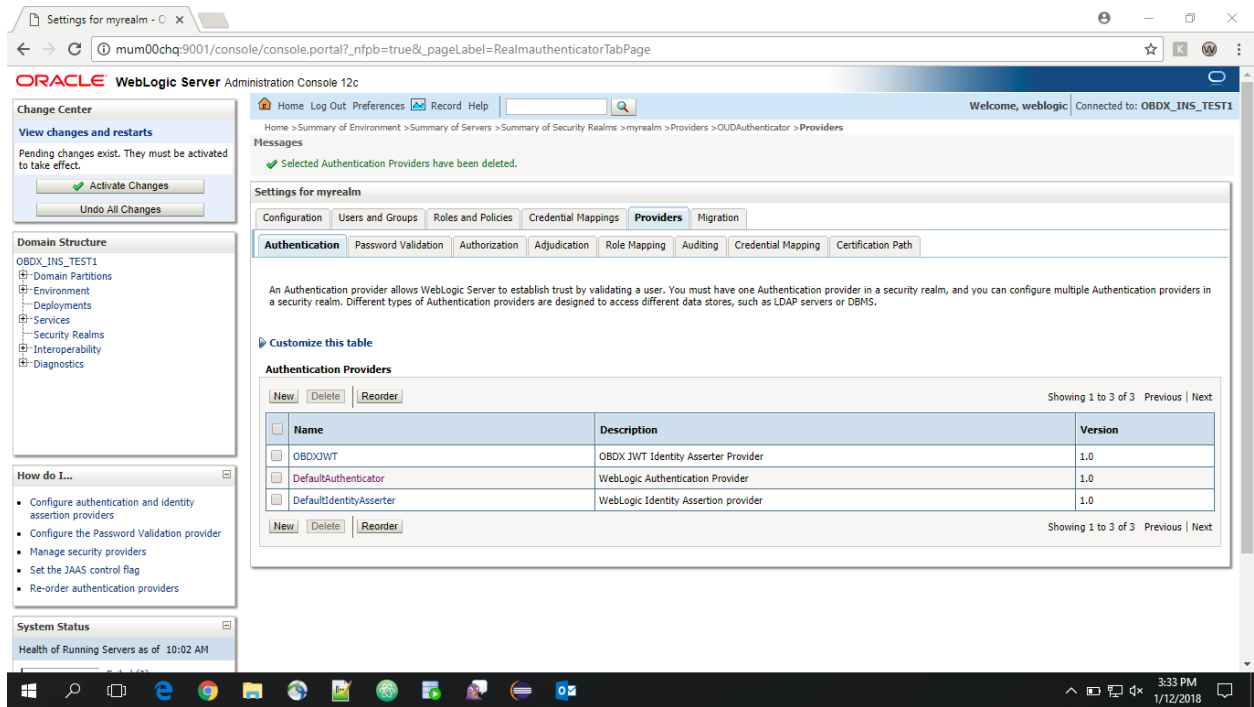 Settings for myrealm - O
mum00chq:9001/console/console.portal?_nfpb=true&_pageLabel=RealmauthenticatorTabPage
K
ORACLE WebLogic Server Administration Console 12c
Change Center
View changes and restarts
Pending changes exist. They must be activated
to take effect.
Activate Changes
Undo All Changes
Domain Structure
OBDX_INS_TEST1
Domain Partitions
Environment
Deployments
Services
Security Realms
Interoperability
Diagnostics
How do I...
Configure authentication and identity
assertion providers
Configure the Password Validation provider
Manage security providers
Set the JAAS control flag
Re-order authentication providers
System Status
Health of Running Servers as of 10:02 AM
Home Log Out Preferences Record Help
Welcome, weblogic Connected to: OBDX_INS_TEST1
Home >Summary of Environment >Summary of Servers >Summary of Security Realms >myrealm >Providers >OUDAuthenticator >Providers
Messages
Selected Authentication Providers have been deleted.
Settings for myrealm
Configuration Users and Groups Roles and Policies Credential Mappings Providers Migration
Authentication Password Validation Authorization Adjudication Role Mapping Auditing Credential Mapping Certification Path
An Authentication provider allows WebLogic Server to establish trust by validating a user. You must have one Authentication provider in a security realm, and you can configure multiple Authentication providers in
a security realm. Different types of Authentication providers are designed to access different data stores, such as LDAP servers or DBMS.
Customize this table
Authentication Providers
New Delete Reorder Showing 1 to 3 of 3 Previous | Next
Name Description Version
OBDXJWT OBDX JWT Identity Asserter Provider 1.0
DefaultAuthenticator WebLogic Authentication Provider 1.0
DefaultIdentityAsserter WebLogic Identity Assertion provider 1.0
New Delete Reorder Showing 1 to 3 of 3 Previous | Next
3:33 PM
1/12/2018